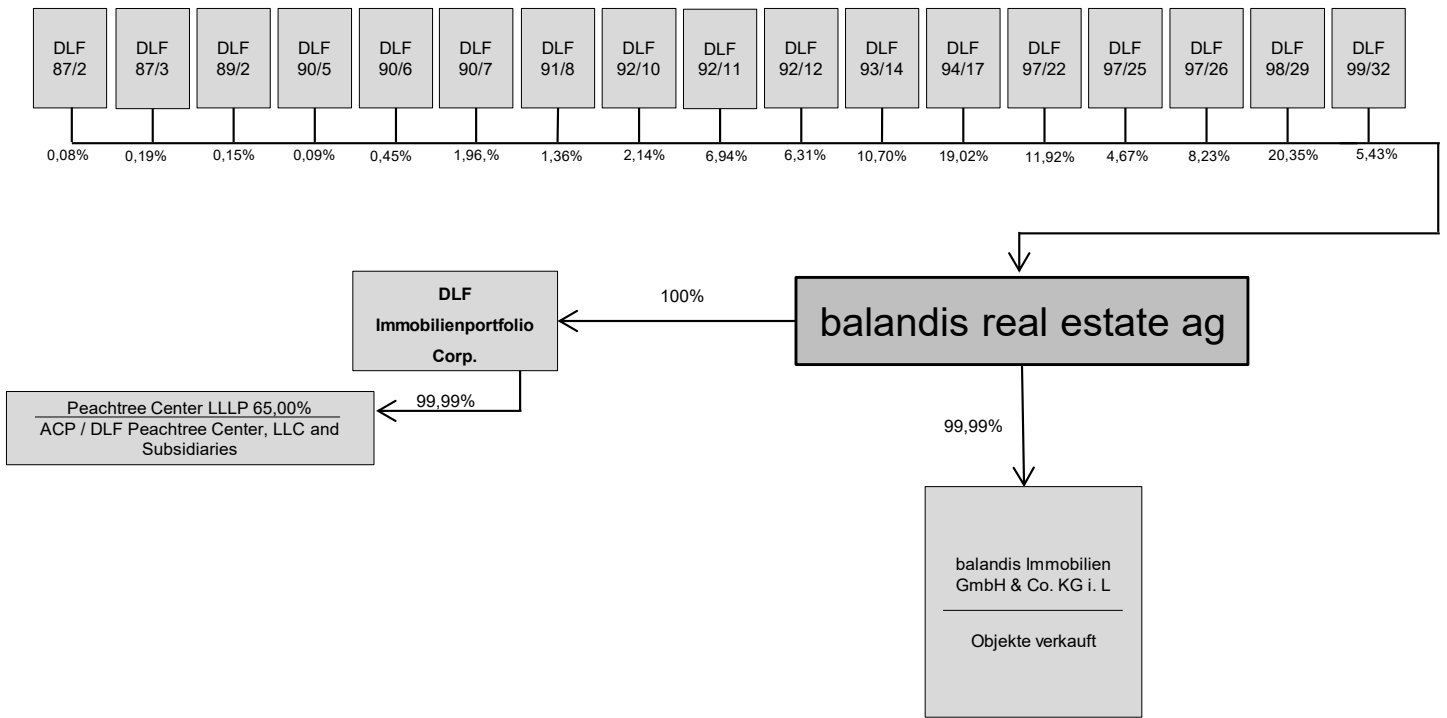 DLF
87/2
DLF
87/3
DLF
89/2
DLF
90/5
DLF
90/6
DLF
90/7
DLF
91/8
DLF
92/10
DLF
92/11
DLF
92/12
DLF
93/14
DLF
94/17
DLF
97/22
DLF
97/25
DLF
97/26
DLF
98/29
DLF
99/32
0,08%
0,19%
0,15%
0,09%
0,45%
1,96,%
1,36%
2,14%
6,94%
6,31%
10,70%
19,02%
11,92%
4,67%
8,23%
20,35%
5,43%
DLF
Immobilienportfolio
Corp.
100%
balandis real estate ag
Peachtree Center LLLP 65,00%
ACP / DLF Peachtree Center, LLC and
Subsidiaries
99,99%
99,99%
balandis Immobilien
GmbH & Co. KG i. L
Objekte verkauft